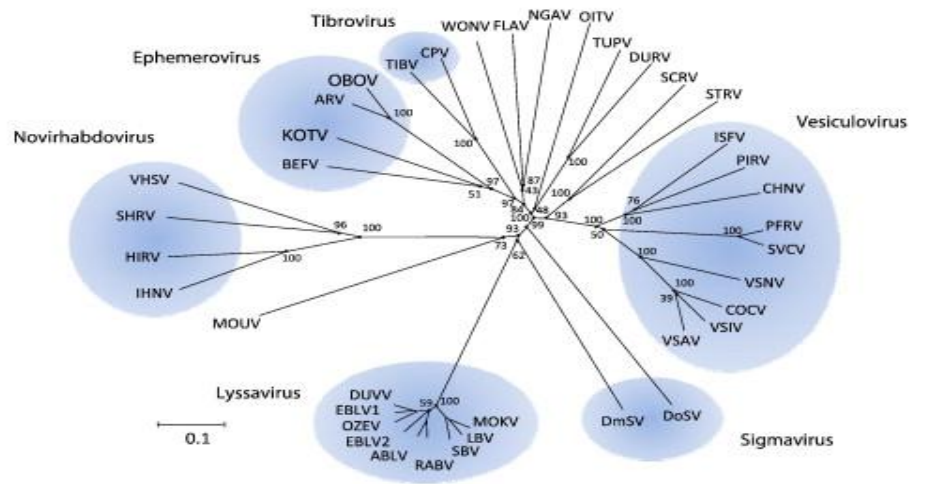 Tibrovirus
WONV FLAV NGAV OITV
Ephemerovirus
TIBV CPV
TUPV
DURV
OBOV
SCRV
ARV
STRV
100
Vesiculovirus
Novirhabdovirus
KOTV
ISFV
100
PIRV
BEFV
100
VHSV
97
87
CHNV
53
43
100
76
SHRV
97
48
93
100
100
PFRV
96
100
100
93
99
50
100
SVCV
HIRV
73
62
100
100
VSNV
IHNV
100
39
COCV
MOUV
VSIV
VSAV
Lyssavirus
DUVV
59
100
EBLV1
MOKV
DmSV
DoSV
OZEV
LBV
0.1
EBLV2
SBV
Sigmavirus
ABLV
RABV